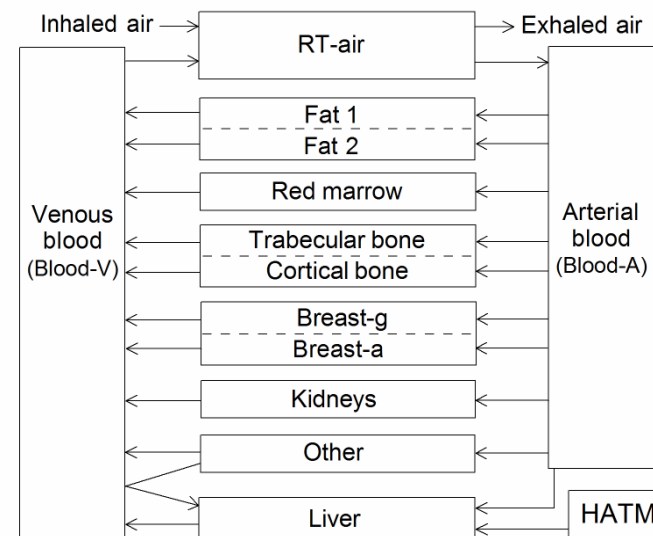 Inhaled air
RT-air
Exhaled air
Fat 1
Fat 2
Red marrow
Venous
blood
(Blood-V)
Trabecular bone
Cortical bone
Arterial
blood
(Blood-A)
Breast-g
Breast-a
Kidneys
Other
Liver
HATM